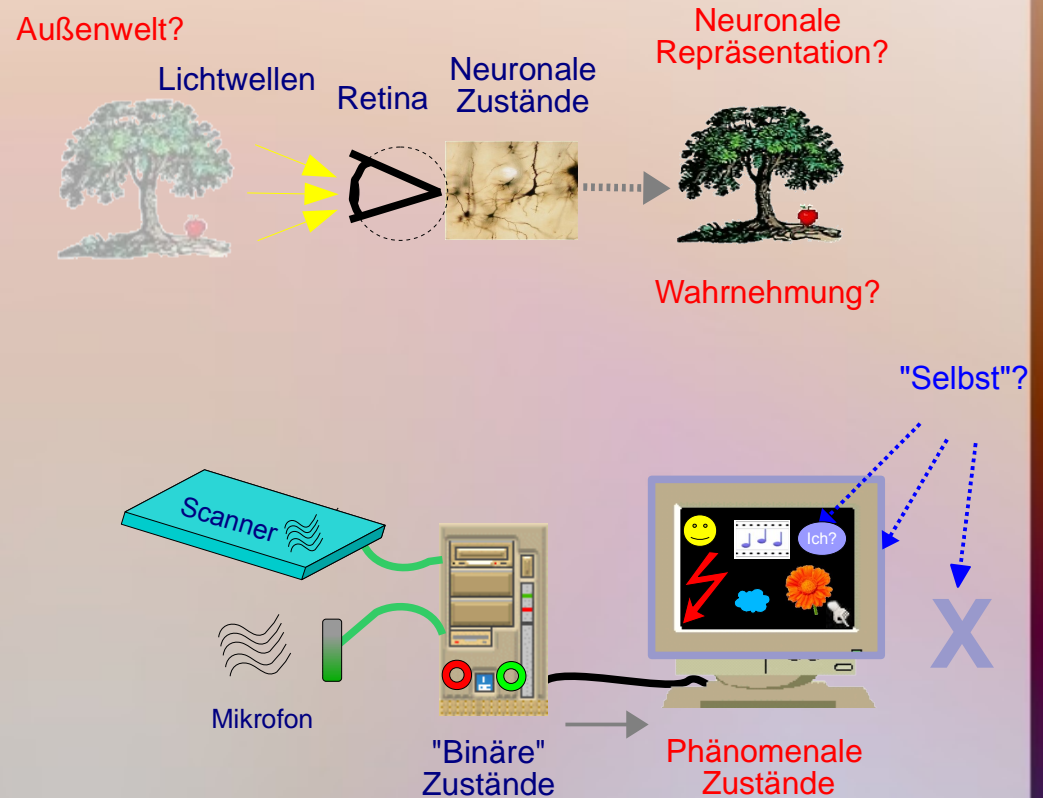 Außenwelt?
Neuronale
Repräsentation?
Lichtwellen
Retina
Neuronale
Zustände
Wahrnehmung?
"Selbst"?
Scanner
Ich?
Mikrofon
X
"Binäre"
Zustände
Phänomenale
Zustände